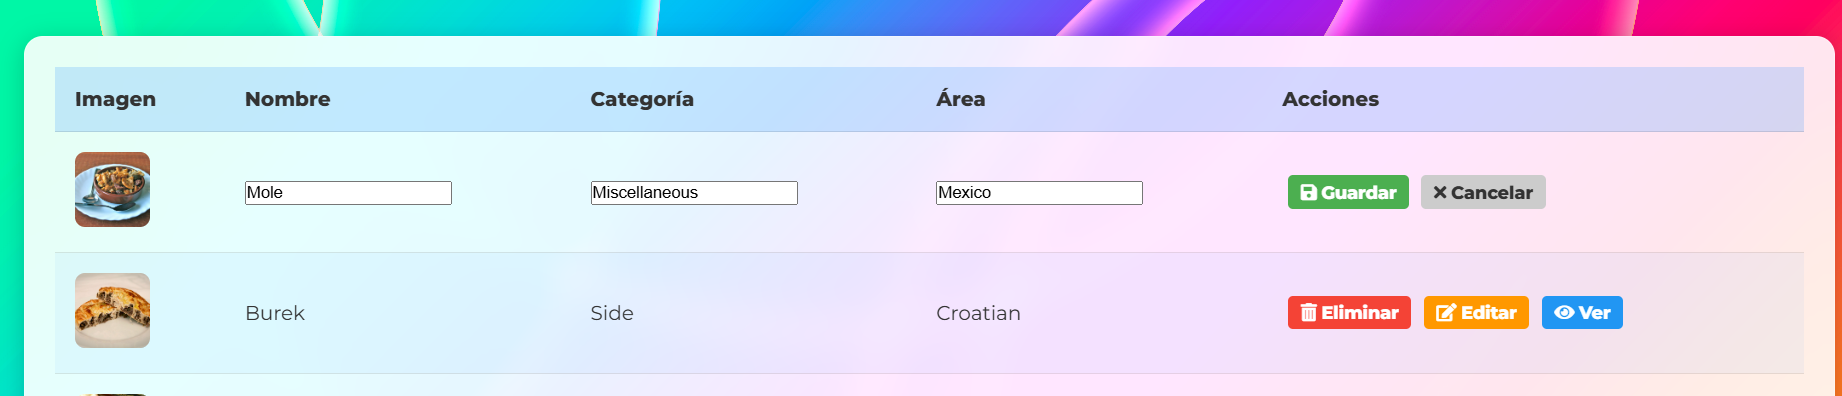 Imagen Nombre Categoría Área Acciones
Mole Miscellaneous Mexico Guardar Cancelar
Burek Side Croatian Eliminar Editar Ver